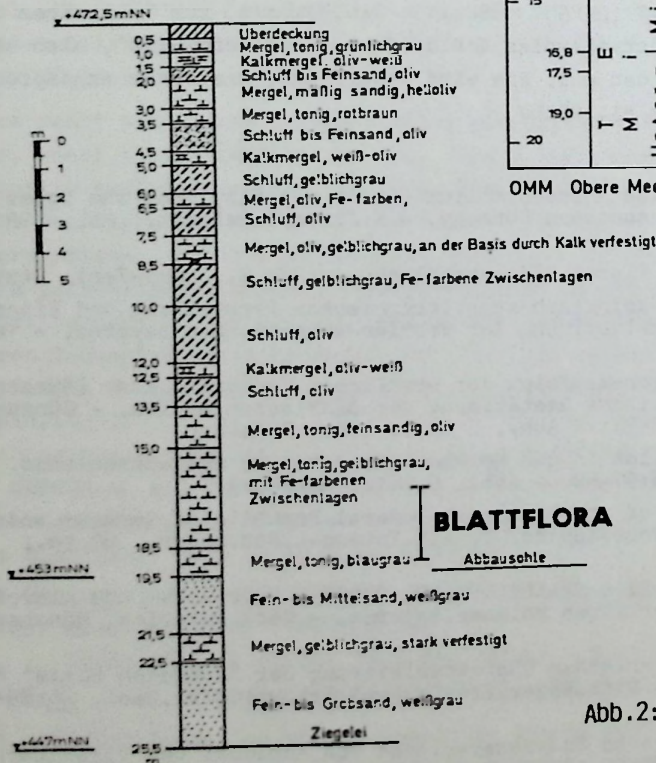 +472,5mNN
Überdeckung
0,5
Mergel, tonig, grünlichgrau
1,0
Kalkmergel, oliv-weiß
1,5
Schluff bis Feinsand, oliv
2,0
Mergel, mäßig sandig, helloliv
3,0
Mergel, tonig, rotbraun
3,5
Schluff bis Feinsand, oliv
4,5
Kalkmergel, weiß-oliv
5,0
Schluff, gelblichgrau
6,0
Mergel, oliv, Fe-farben,
6,5
Schluff, oliv
7,5
Mergel, oliv, gelblichgrau, an der Basis durch Kalk verfestigt
8,5
Schluff, gelblichgrau, Fe-farbene Zwischenlagen
10,0
Schluff, oliv
12,0
Kalkmergel, oliv-weiß
12,5
Schluff, oliv
13,5
Mergel, tonig, feinsandig, oliv
15,0
Mergel, tonig, gelblichgrau,
mit Fe-farbenen
Zwischenlagen
BLATTFLORA
18,5
Mergel, tonig, blaugrau
Abbausohle
+453mNN
19,5
Fein- bis Mittelsand, weißgrau
21,5
Mergel, gelblichgrau, stark verfestigt
22,5
Fein- bis Grobsand, weißgrau
Ziegelei
+447mNN
25,5
m
m
0
1
2
3
4
5
15
16,8
17,5
19,0
20
T E
M i
OMM Obere
Abb.2: